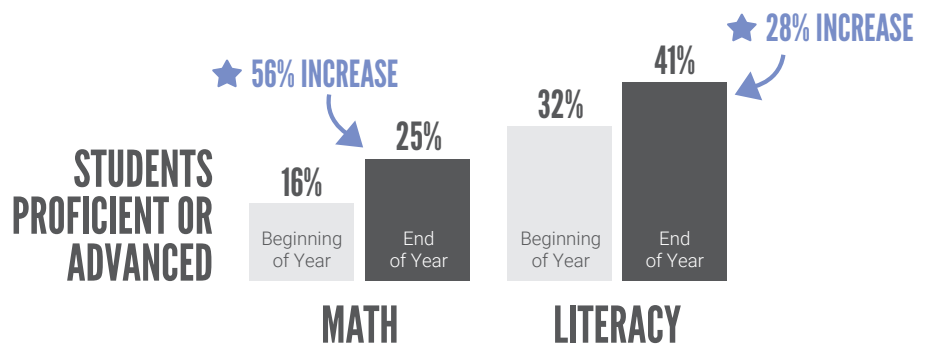 28% INCREASE
56% INCREASE
41%
32%
25%
16%
STUDENTS
PROFICIENT OR
ADVANCED
Beginning
of Year
End
of Year
Beginning
of Year
End
of Year
MATH
LITERACY